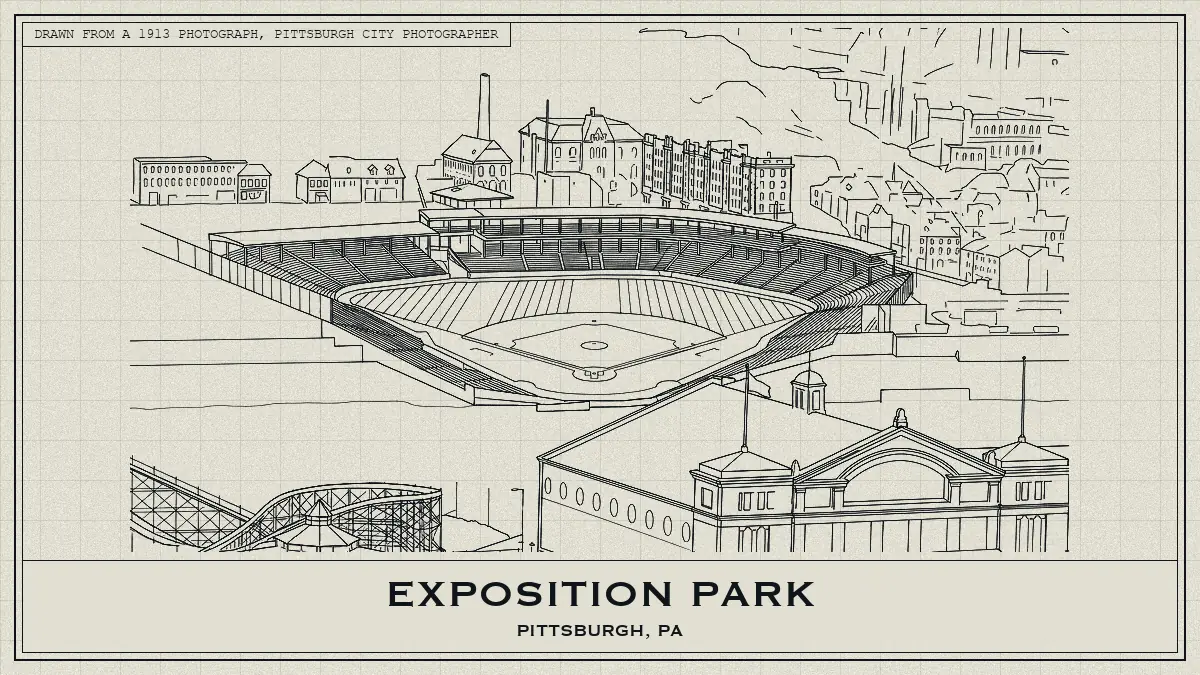 DRAWN FROM A 1913 PHOTOGRAPH, PITTSBURGH CITY PHOTOGRAPHER
EXPOSITION PARK
PITTSBURGH, PA